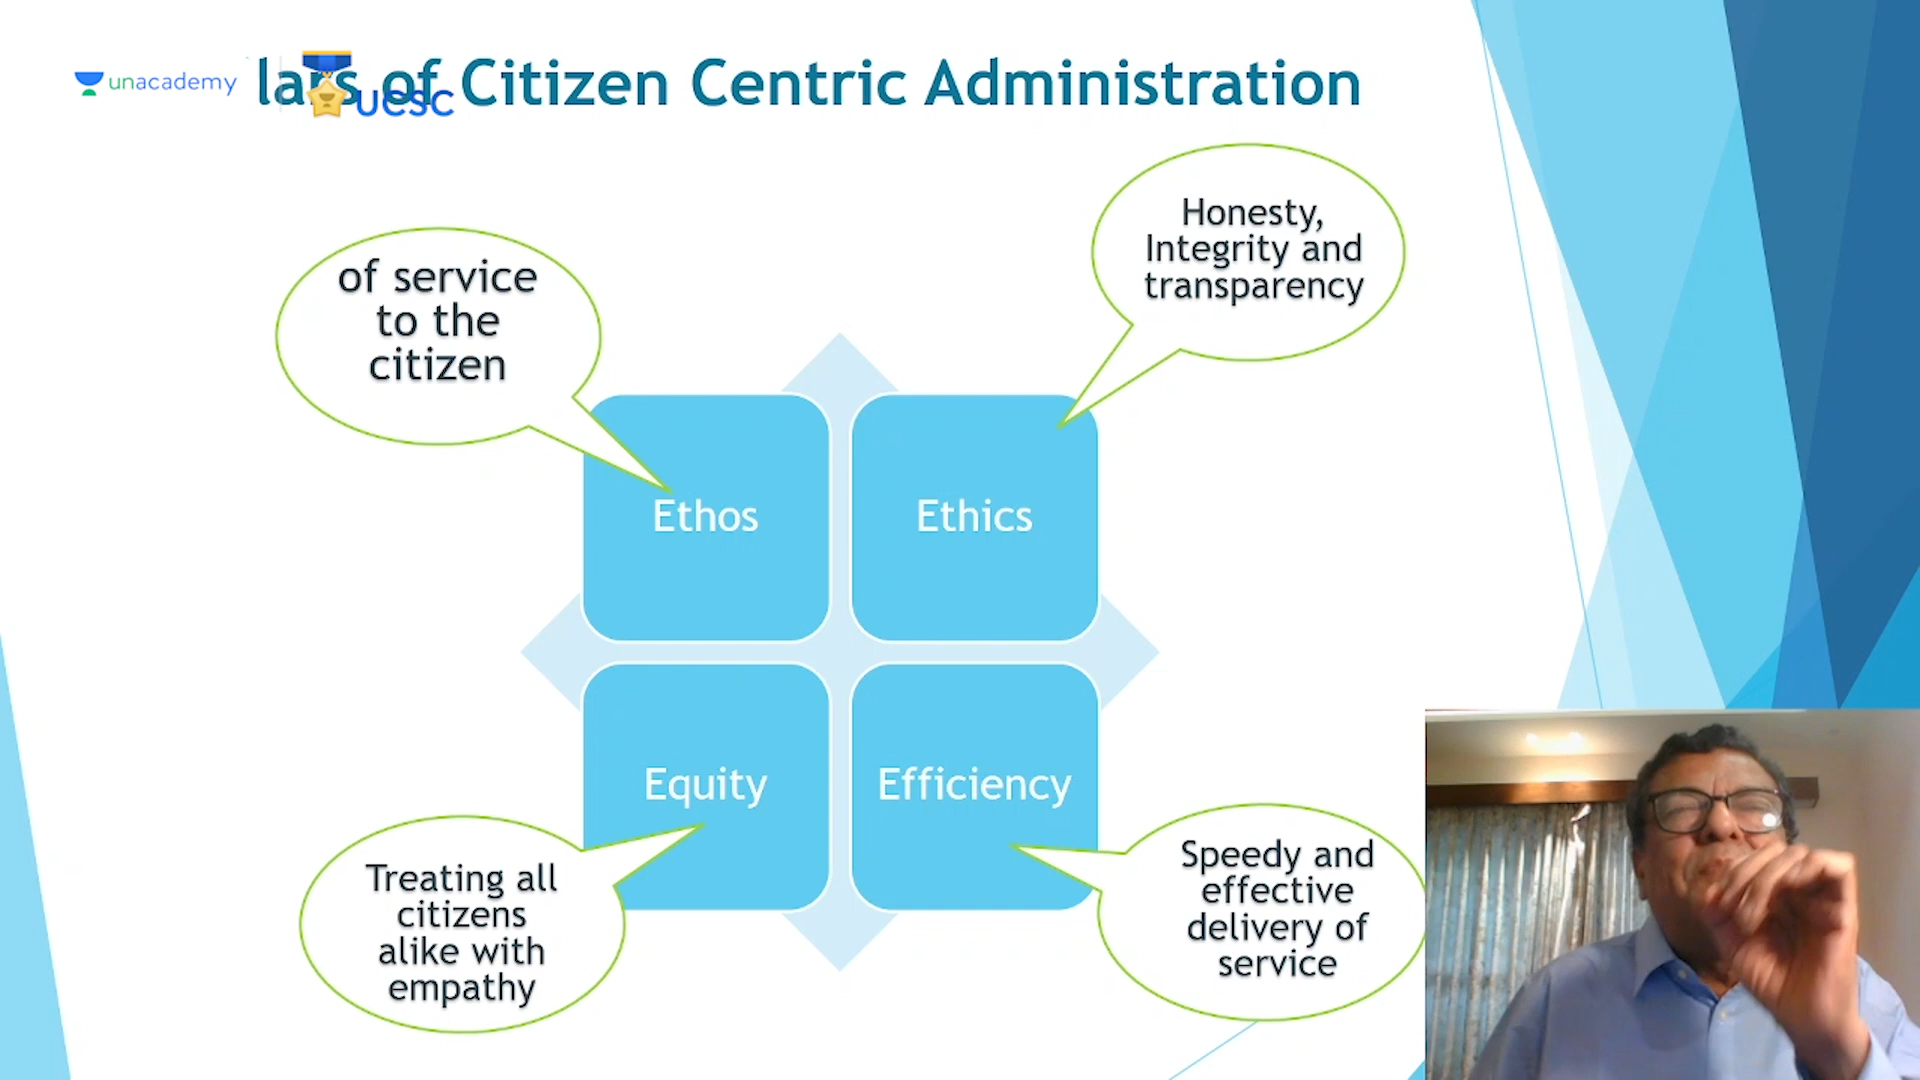 unacademy
lars of Citizen Centric Administration
of service
to the
citizen
Honesty,
Integrity and
transparency
Ethos
Ethics
Equity
Efficiency
Treating all
citizens
alike with
empathy
Speedy and
effective
delivery of
service